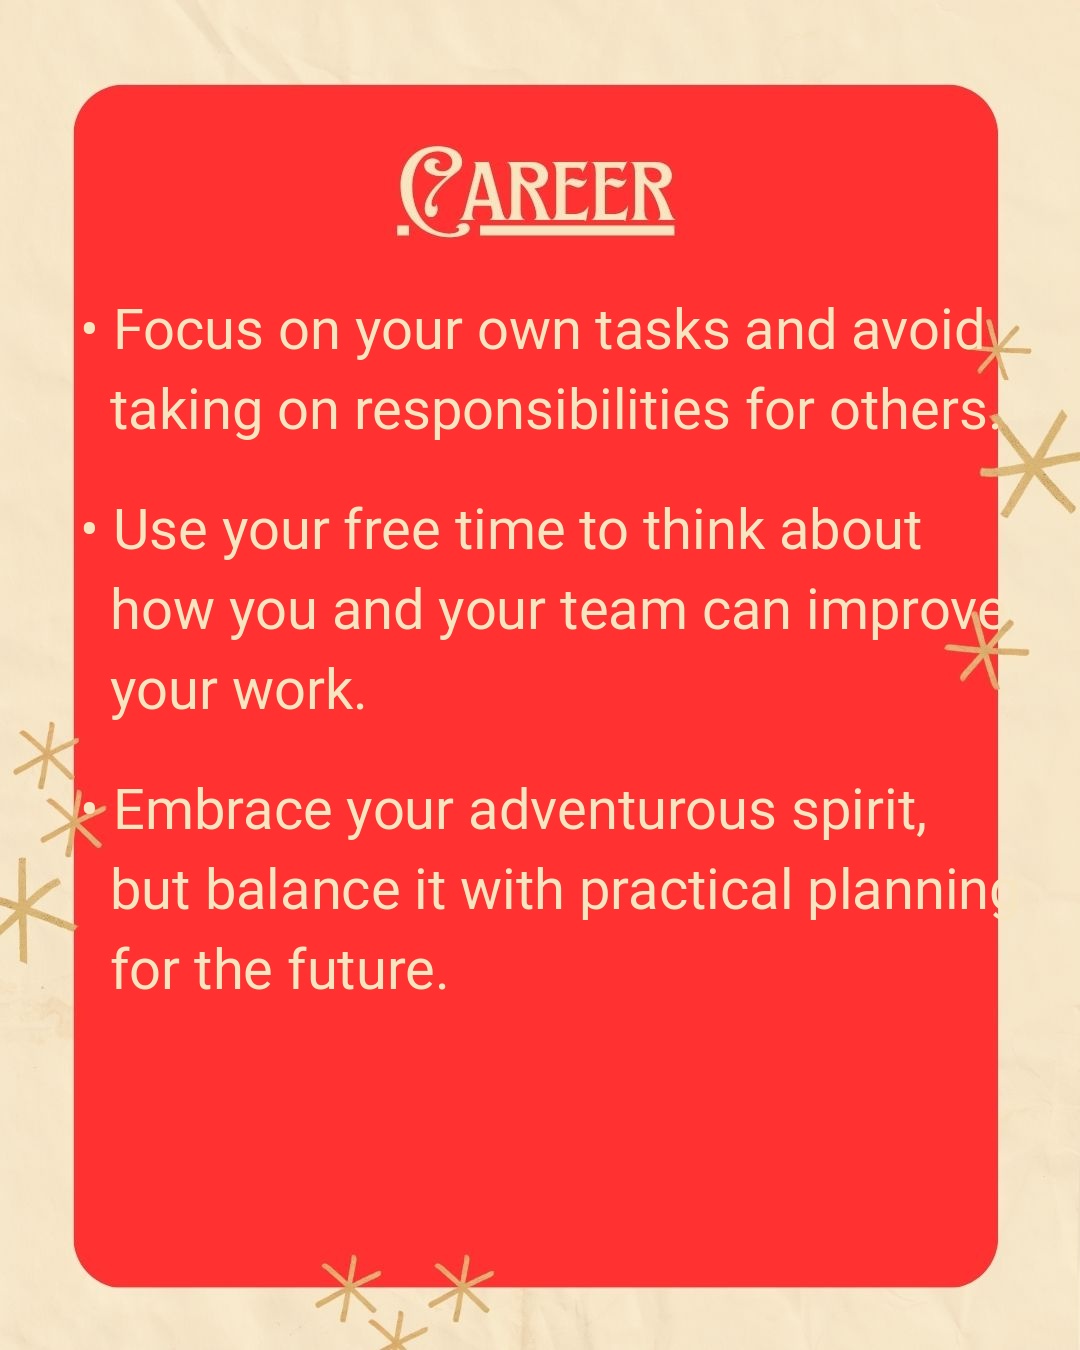 Career
• Focus on your own tasks and avoid
taking on responsibilities for others.
• Use your free time to think about
how you and your team can improve
your work.
• Embrace your adventurous spirit,
but balance it with practical planning
for the future.